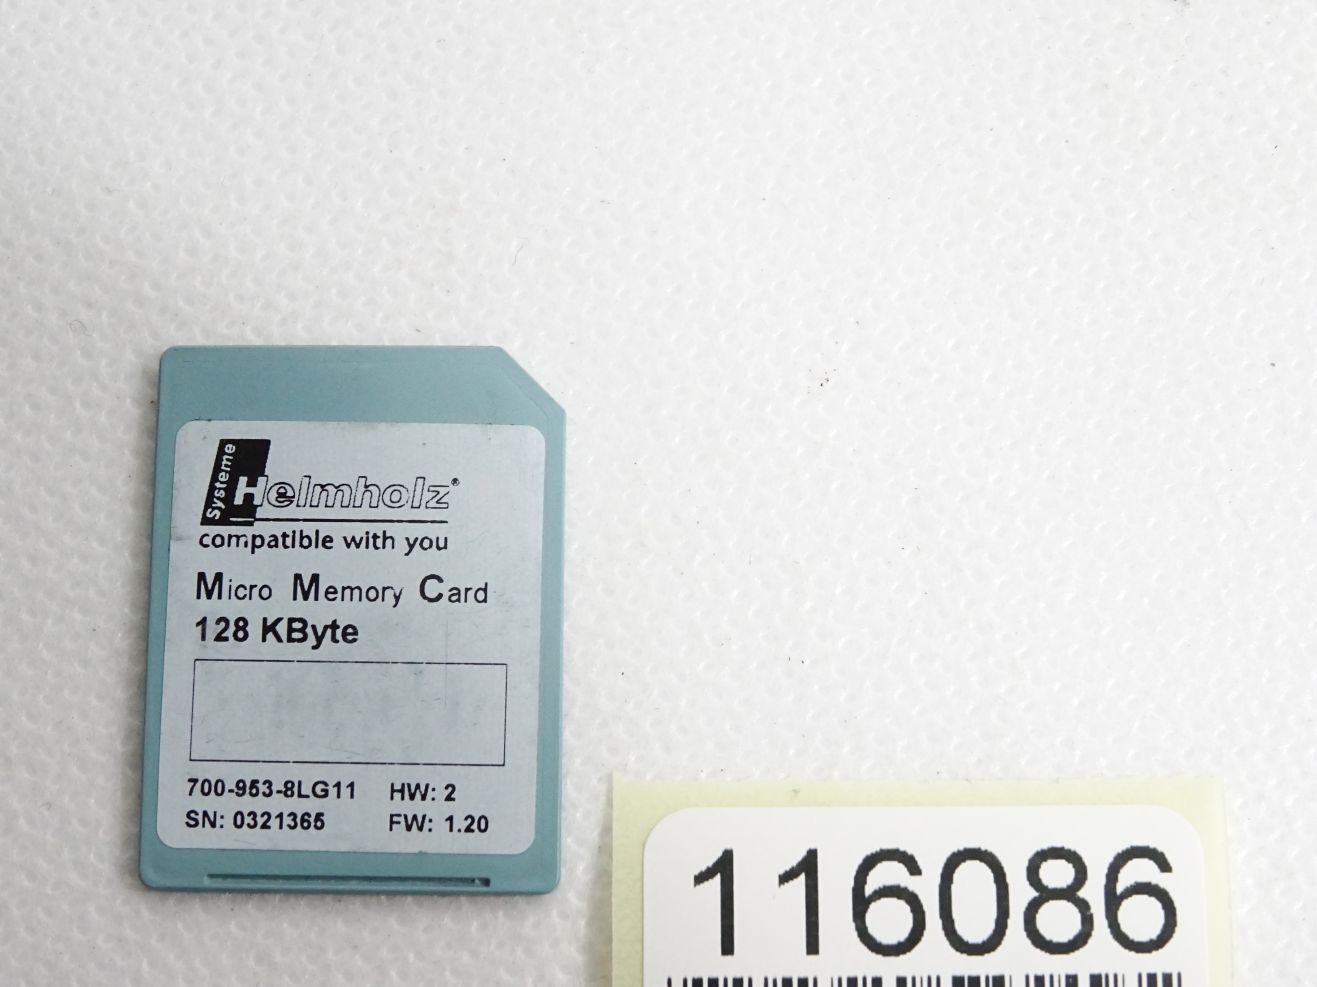 Systeme
Helmholz®
compatible with you
Micro Memory Card
128 KByte
700-953-8LG11 HW: 2
SN: 0321365 FW: 1.20
116086